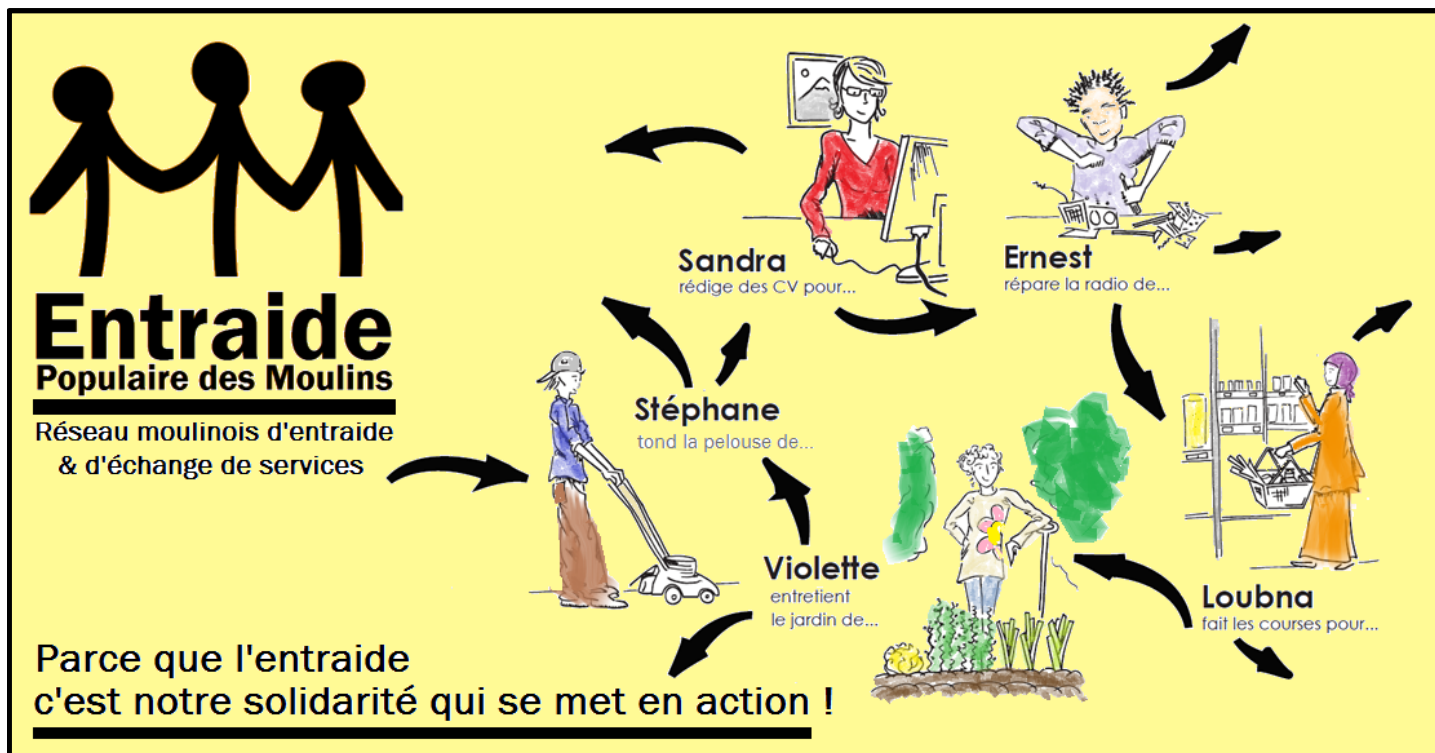 Entraide
Populaire des Moulins
Réseau moulinois d'entraide
& d'échange de services
Sandra
rédige des CV pour...
Ernest
répare la radio de...
Stéphane
tond la pelouse de...
Violette
entretient
le jardin de...
Loubna
fait les courses pour...
Parce que l'entraide
c'est notre solidarité qui se met en action !